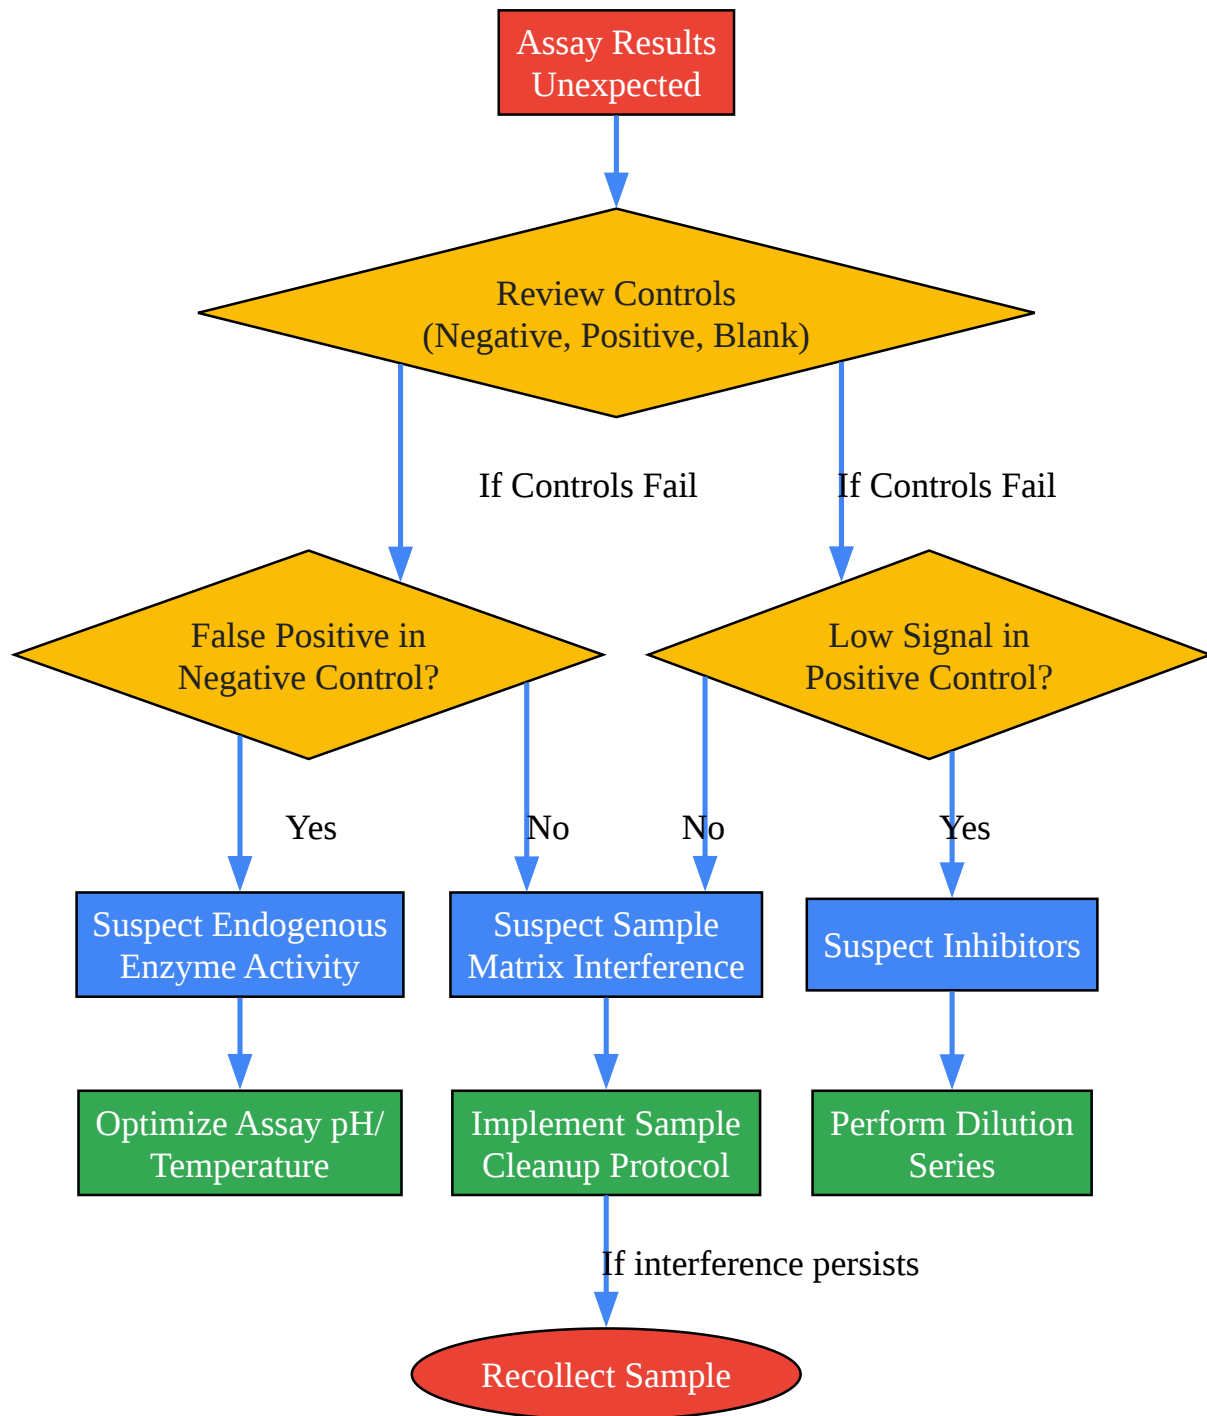 Assay Results
Unexpected
Review Controls
(Negative, Positive, Blank)
If Controls Fail
If Controls Fail
False Positive in
Negative Control?
Low Signal in
Positive Control?
Yes
No
No
Yes
Suspect Endogenous
Enzyme Activity
Suspect Sample
Matrix Interference
Suspect Inhibitors
Optimize Assay pH/
Temperature
Implement Sample
Cleanup Protocol
Perform Dilution
Series
If interference persists
Recollect Sample